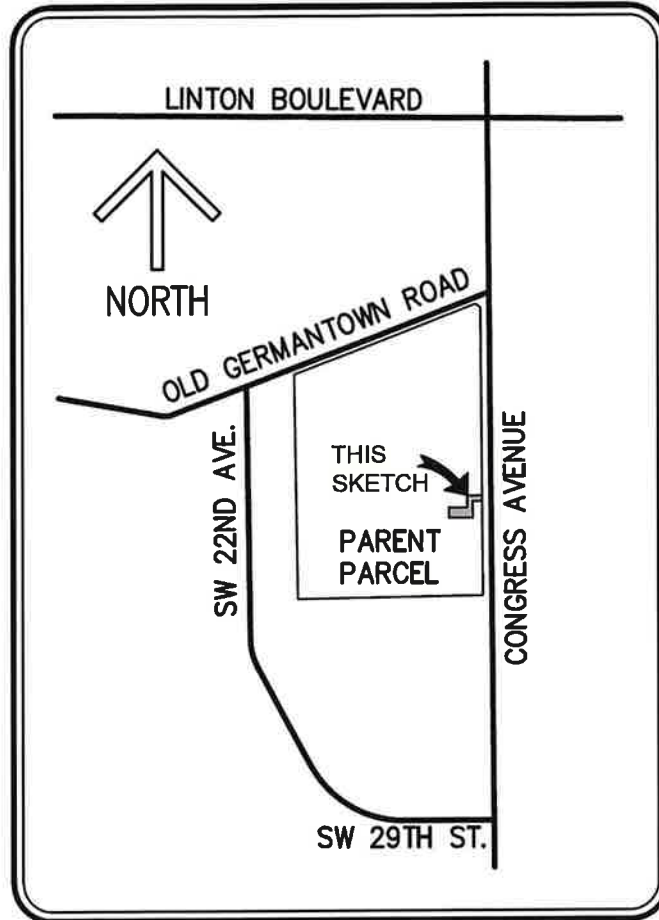 LINTON BOULEVARD
NORTH
OLD GERMANTOWN ROAD
SW 22ND AVE.
THIS
SKETCH
PARENT
PARCEL
CONGRESS AVENUE
SW 29TH ST.